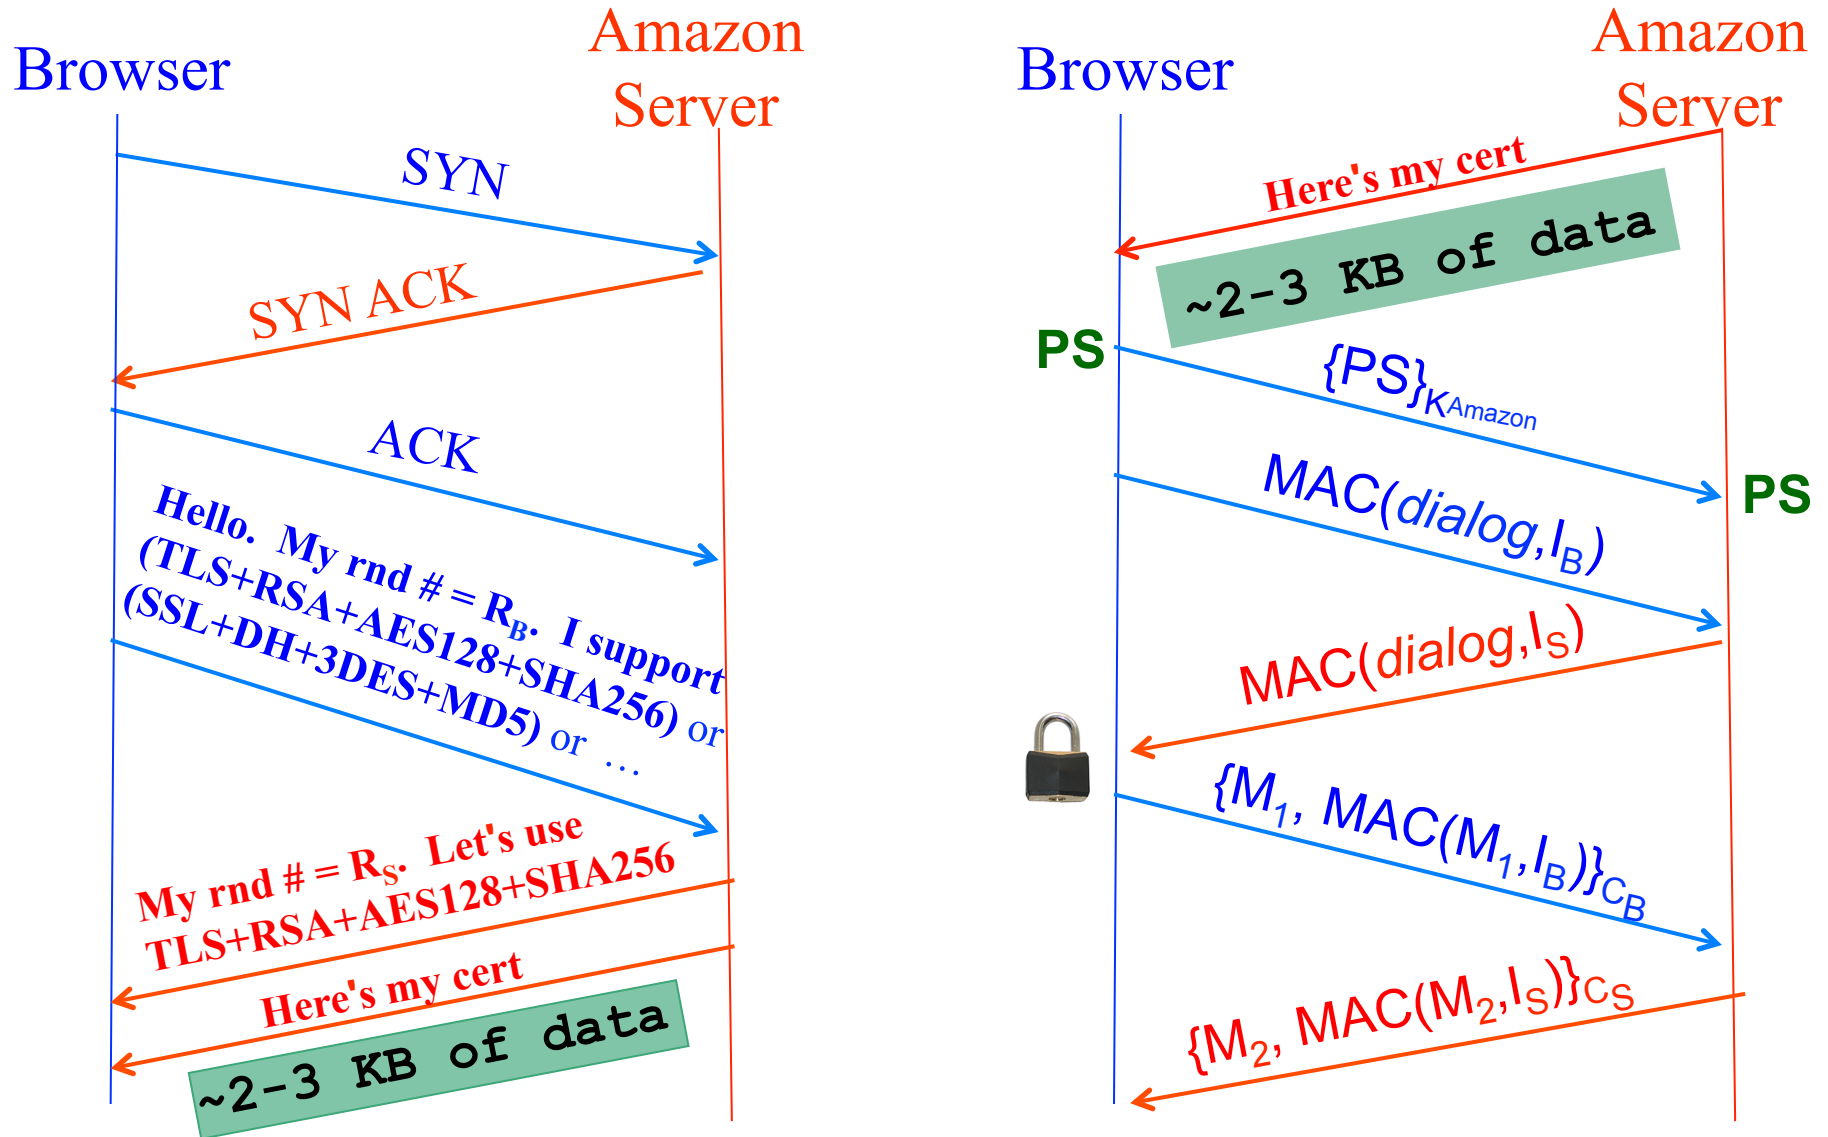 Browser
Amazon
Server
SYN
SYN ACK
ACK
Hello. My rnd # = R_B. I support
(TLS+RSA+AES128+SHA256) or
(SSL+DH+3DES+MD5) or …
My rnd # = R_S. Let's use
TLS+RSA+AES128+SHA256
Here's my cert
~2-3 KB of data
Browser
Amazon
Server
Here's my cert
~2-3 KB of data
PS
{PS}KAmazon
PS
MAC(dialog,I_B)
MAC(dialog,I_S)
{M_1, MAC(M_1,I_B)}C_B
{M_2, MAC(M_2,I_S)}C_S